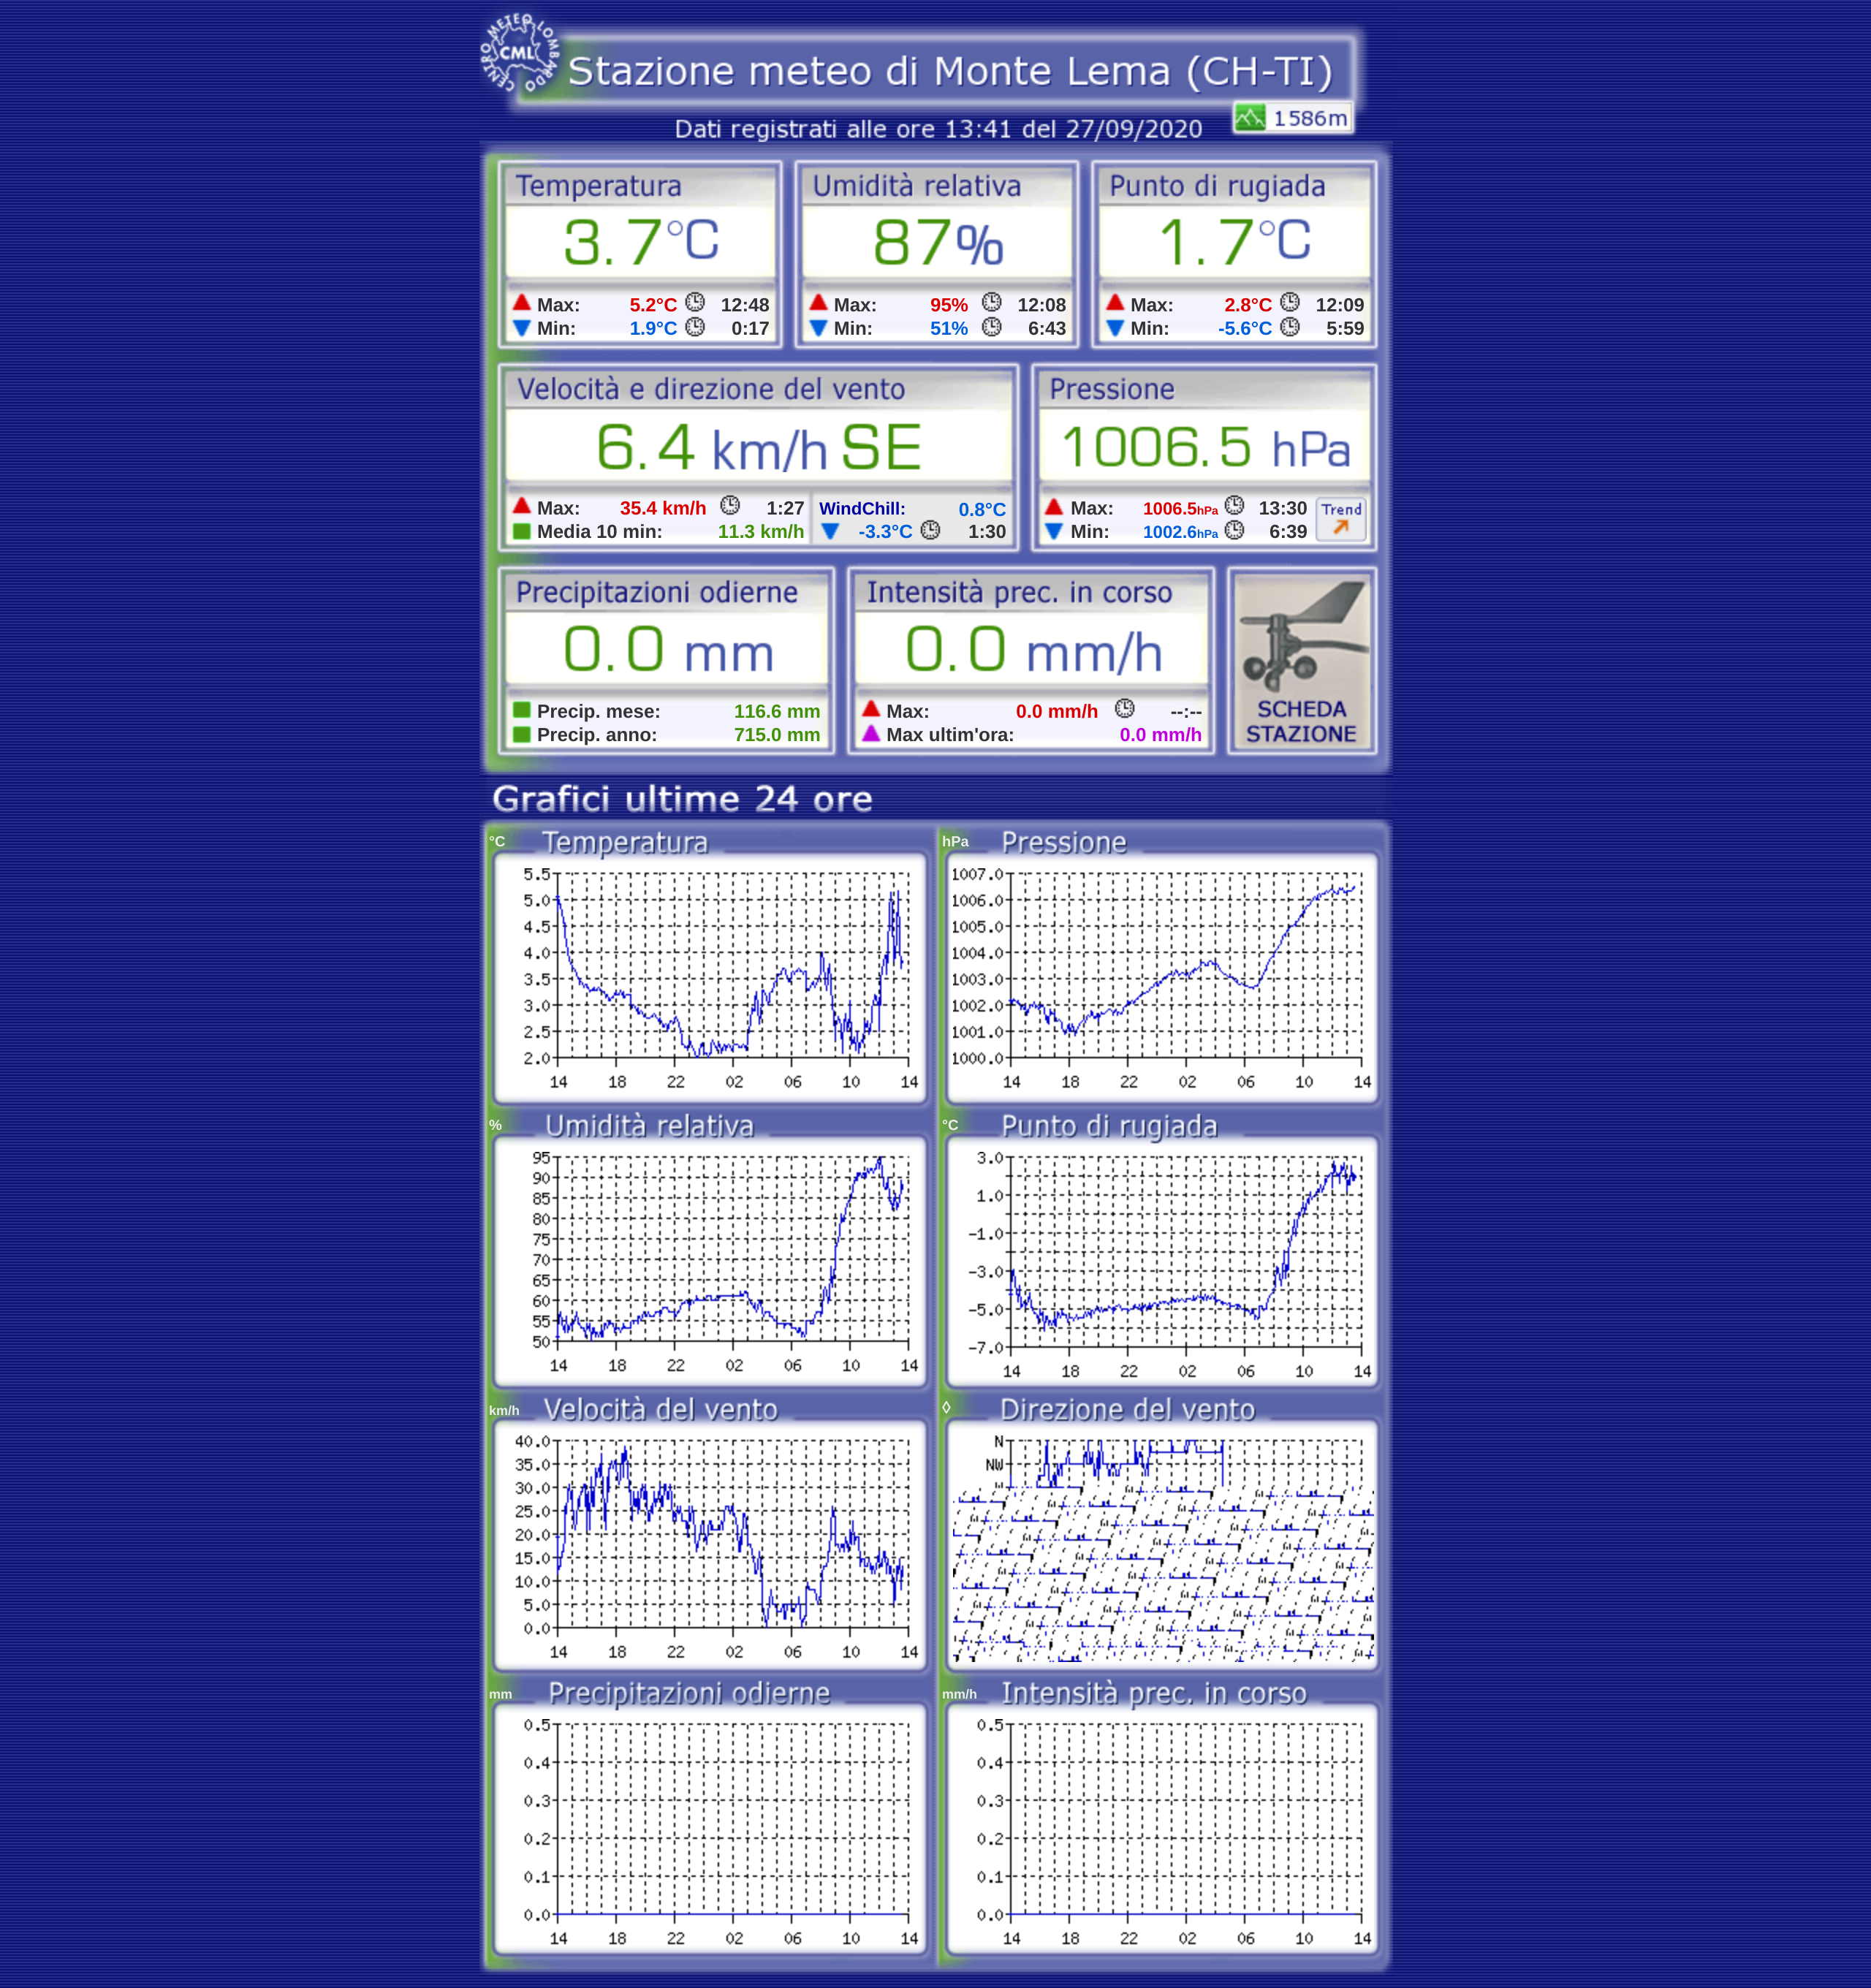 CENTRO METEO LOMBARDO
CML
Stazione meteo di Monte Lema (CH-TI)
1586m
Dati registrati alle ore 13:41 del 27/09/2020
Temperatura
3.7°C
Max: 5.2°C 12:48
Min: 1.9°C 0:17
Umidità relativa
87%
Max: 95% 12:08
Min: 51% 6:43
Punto di rugiada
1.7°C
Max: 2.8°C 12:09
Min: -5.6°C 5:59
Velocità e direzione del vento
6.4 km/h SE
Max: 35.4 km/h 1:27
Media 10 min: 11.3 km/h
WindChill: 0.8°C
-3.3°C 1:30
Pressione
1006.5 hPa
Max: 1006.5hPa 13:30
Min: 1002.6hPa 6:39
Trend
Precipitazioni odierne
0.0 mm
Precip. mese: 116.6 mm
Precip. anno: 715.0 mm
Intensità prec. in corso
0.0 mm/h
Max: 0.0 mm/h --:--
Max ultim'ora: 0.0 mm/h
SCHEDA
STAZIONE
Grafici ultime 24 ore
°C Temperatura
5.5
5.0
4.5
4.0
3.5
3.0
2.5
2.0
14 18 22 02 06 10 14
hPa Pressione
1007.0
1006.0
1005.0
1004.0
1003.0
1002.0
1001.0
1000.0
14 18 22 02 06 10 14
% Umidità relativa
95
90
85
80
75
70
65
60
55
50
14 18 22 02 06 10 14
°C Punto di rugiada
3.0
1.0
-1.0
-3.0
-5.0
-7.0
14 18 22 02 06 10 14
km/h Velocità del vento
40.0
35.0
30.0
25.0
20.0
15.0
10.0
5.0
0.0
14 18 22 02 06 10 14
◊ Direzione del vento
N
NW
mm Precipitazioni odierne
0.5
0.4
0.3
0.2
0.1
0.0
14 18 22 02 06 10 14
mm/h Intensità prec. in corso
0.5
0.4
0.3
0.2
0.1
0.0
14 18 22 02 06 10 14